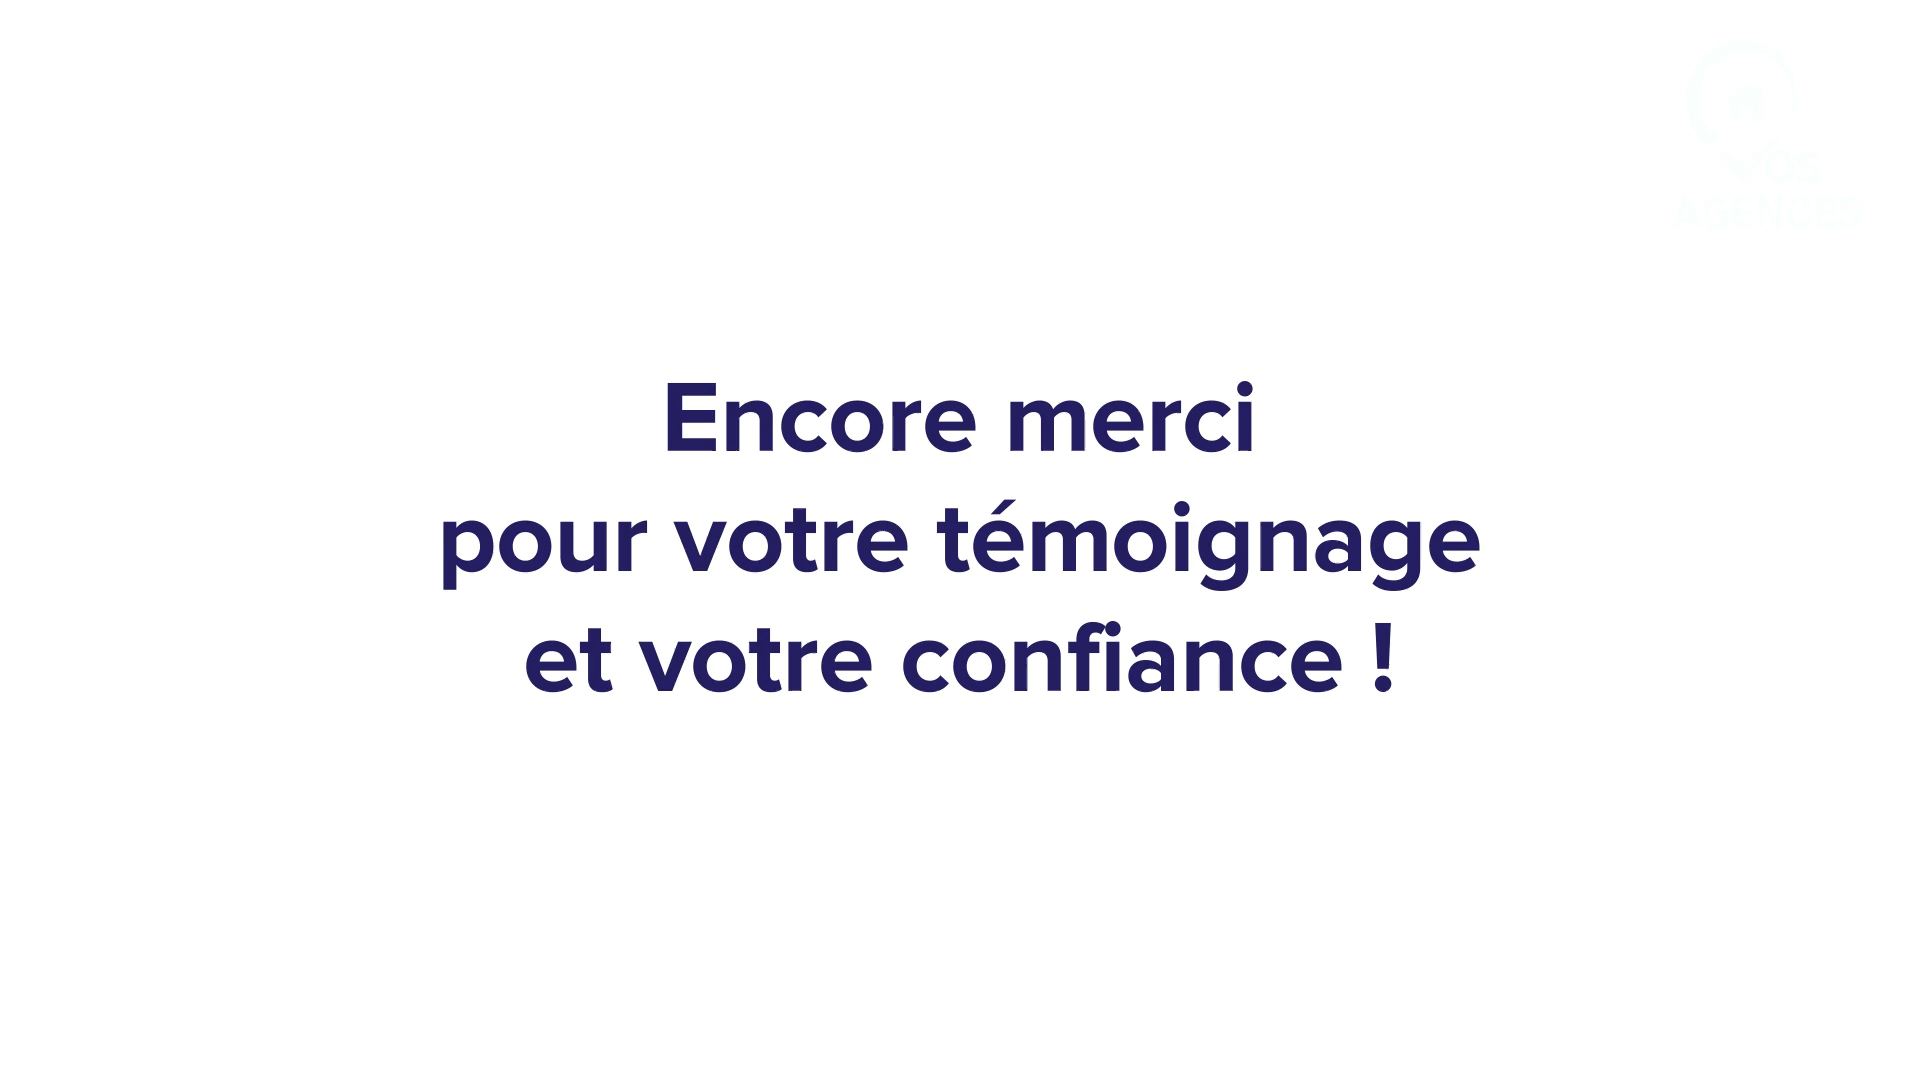 Encore merci
pour votre témoignage
et votre confiance !